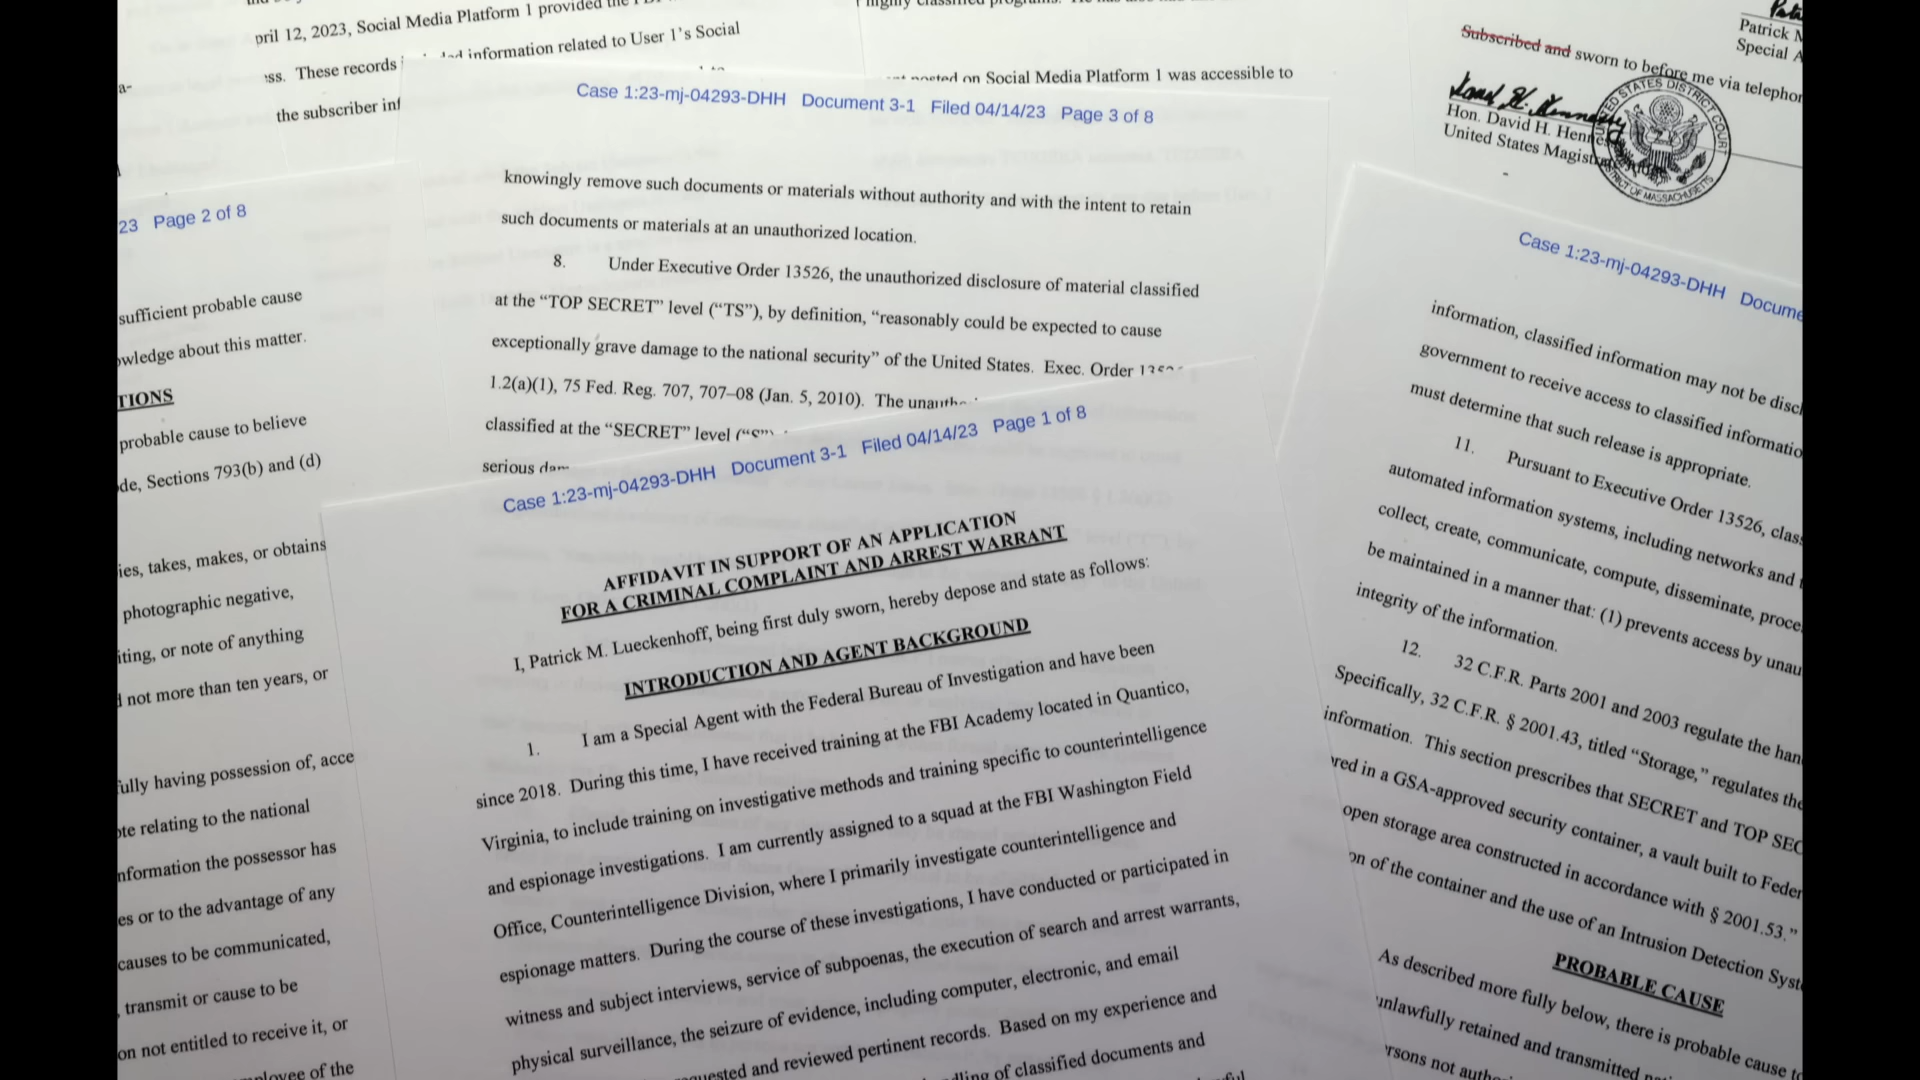 pril 12, 2023, Social Media Platform 1 provided the
ss. These records information related to User 1's Social
the subscriber inf
a-
highly classified programs.
posted on Social Media Platform 1 was accessible to
Patrick M
Special A
Subscribed and sworn to before me via telephon
Hon. David H. Henn
United States Magist
UNITED STATES DISTRICT COURT
DISTRICT OF MASSACHUSETTS
23 Page 2 of 8
sufficient probable cause
owledge about this matter.
TIONS
probable cause to believe
de, Sections 793(b) and (d)
ies, takes, makes, or obtains
photographic negative,
iting, or note of anything
d not more than ten years, or
fully having possession of, acce
ote relating to the national
nformation the possessor has
es or to the advantage of any
causes to be communicated,
, transmit or cause to be
on not entitled to receive it, or
ployee of the
Case 1:23-mj-04293-DHH Document 3-1 Filed 04/14/23 Page 3 of 8
knowingly remove such documents or materials without authority and with the intent to retain
such documents or materials at an unauthorized location.
8. Under Executive Order 13526, the unauthorized disclosure of material classified
at the “TOP SECRET” level (“TS”), by definition, “reasonably could be expected to cause
exceptionally grave damage to the national security” of the United States. Exec. Order
1.2(a)(1), 75 Fed. Reg. 707, 707–08 (Jan. 5, 2010). The
classified at the “SECRET” level (“S”)
serious
Case 1:23-mj-04293-DHH Document 3-1 Filed 04/14/23 Page 1 of 8
AFFIDAVIT IN SUPPORT OF AN APPLICATION
FOR A CRIMINAL COMPLAINT AND ARREST WARRANT
I, Patrick M. Lueckenhoff, being first duly sworn, hereby depose and state as follows:
INTRODUCTION AND AGENT BACKGROUND
1. I am a Special Agent with the Federal Bureau of Investigation and have been
since 2018. During this time, I have received training at the FBI Academy located in Quantico,
Virginia, to include training on investigative methods and training specific to counterintelligence
and espionage investigations. I am currently assigned to a squad at the FBI Washington Field
Office, Counterintelligence Division, where I primarily investigate counterintelligence and
espionage matters. During the course of these investigations, I have conducted or participated in
witness and subject interviews, service of subpoenas, the execution of search and arrest warrants,
physical surveillance, the seizure of evidence, including computer, electronic, and email
quested and reviewed pertinent records. Based on my experience and
dling of classified documents and
Case 1:23-mj-04293-DHH Docume
information, classified information may not be discl
government to receive access to classified informatio
must determine that such release is appropriate.
11. Pursuant to Executive Order 13526, class
automated information systems, including networks and
collect, create, communicate, compute, disseminate, proce
be maintained in a manner that: (1) prevents access by unau
integrity of the information.
12. 32 C.F.R. Parts 2001 and 2003 regulate the han
Specifically, 32 C.F.R. § 2001.43, titled “Storage,” regulates the
information. This section prescribes that SECRET and TOP SEC
red in a GSA-approved security container, a vault built to Feder
open storage area constructed in accordance with § 2001.53.”
on of the container and the use of an Intrusion Detection Syst
PROBABLE CAUSE
As described more fully below, there is probable cause to
unlawfully retained and transmitted
rsons not autho